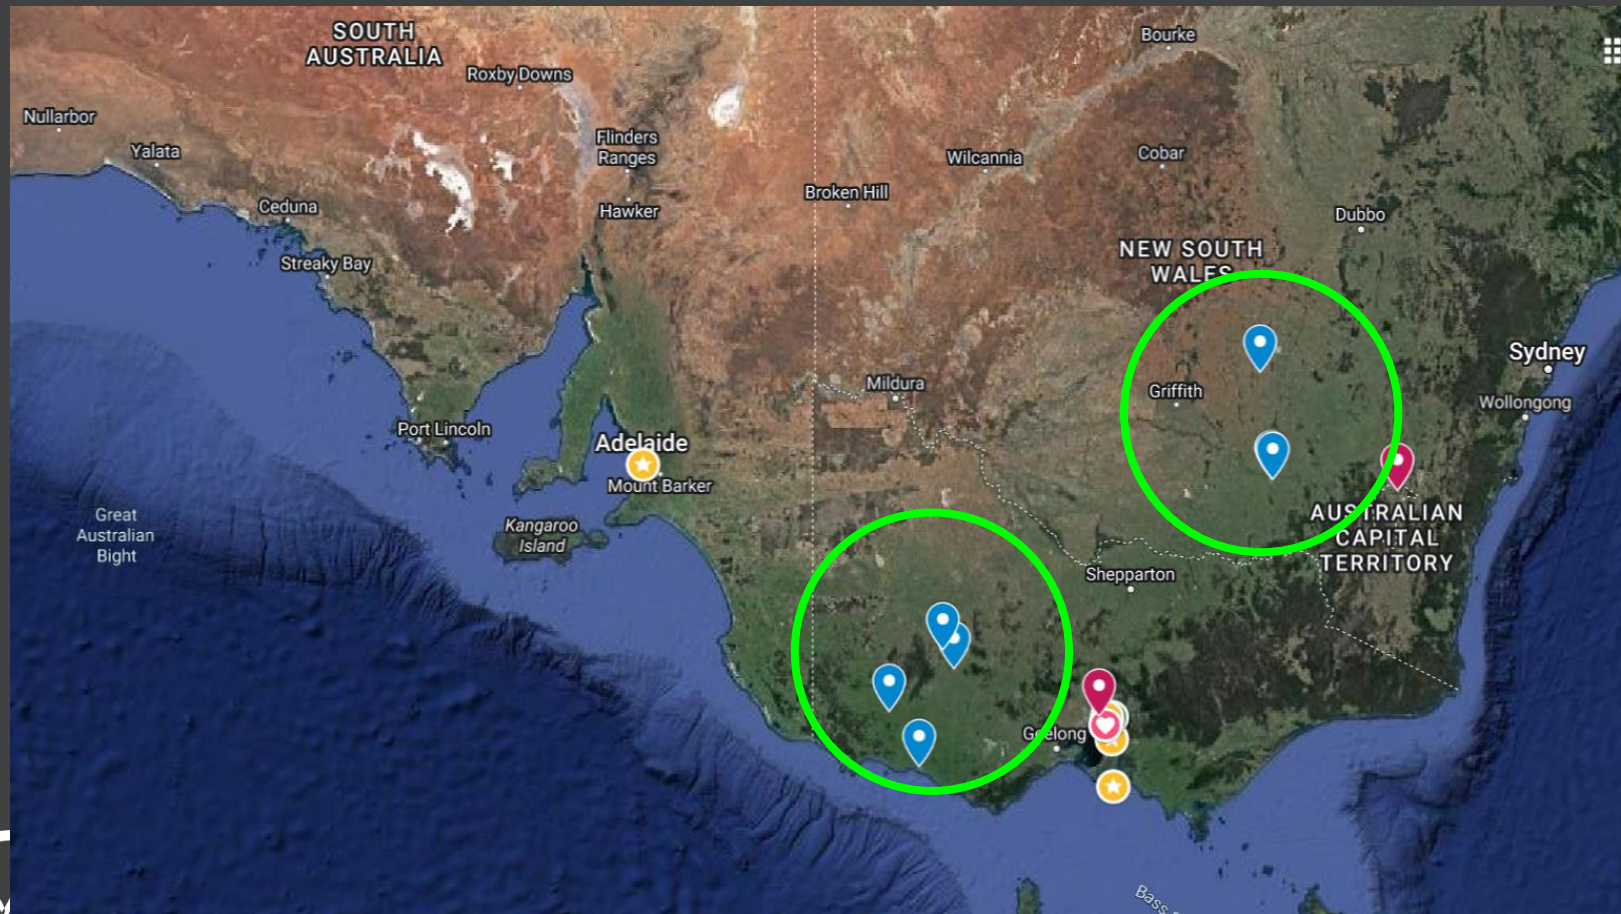 SOUTH
AUSTRALIA
Bourke
Roxby Downs
Nullarbor
Flinders
Ranges
Yalata
Wilcannia
Cobar
Broken Hill
Ceduna
Hawker
Dubbo
NEW SOUTH
WALES
Streaky Bay
Sydney
Mildura
Griffith
Wollongong
Port Lincoln
Adelaide
Mount Barker
Great
Australian
Bight
Kangaroo
Island
AUSTRALIAN
CAPITAL
TERRITORY
Shepparton
Geelong
Bass